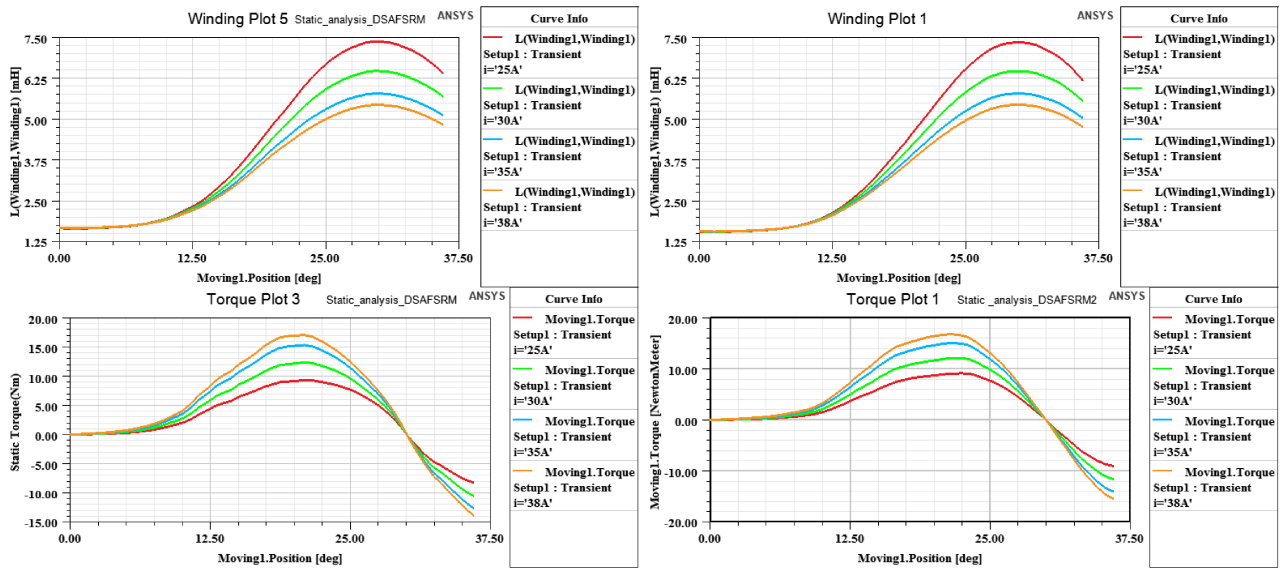 Winding Plot 5 Static_analysis_DSAFSRM ANSYS
L(Winding1,Winding1) [mH]
7.50
6.25
5.00
3.75
2.50
1.25
0.00 12.50 25.00 37.50
Moving1.Position [deg]
Curve Info
L(Winding1,Winding1)
Setup1 : Transient
i='25A'
L(Winding1,Winding1)
Setup1 : Transient
i='30A'
L(Winding1,Winding1)
Setup1 : Transient
i='35A'
L(Winding1,Winding1)
Setup1 : Transient
i='38A'
Winding Plot 1 ANSYS
L(Winding1,Winding1) [mH]
7.50
6.25
5.00
3.75
2.50
1.25
0.00 12.50 25.00 37.50
Moving1.Position [deg]
Curve Info
L(Winding1,Winding1)
Setup1 : Transient
i='25A'
L(Winding1,Winding1)
Setup1 : Transient
i='30A'
L(Winding1,Winding1)
Setup1 : Transient
i='35A'
L(Winding1,Winding1)
Setup1 : Transient
i='38A'
Torque Plot 3 Static_analysis_DSAFSRM ANSYS
Static Torque(Nm)
20.00
15.00
10.00
5.00
0.00
-5.00
-10.00
-15.00
0.00 12.50 25.00 37.50
Moving1.Position [deg]
Curve Info
Moving1.Torque
Setup1 : Transient
i='25A'
Moving1.Torque
Setup1 : Transient
i='30A'
Moving1.Torque
Setup1 : Transient
i='35A'
Moving1.Torque
Setup1 : Transient
i='38A'
Torque Plot 1 Static_analysis_DSAFSRM2 ANSYS
Moving1.Torque [NewtonMeter]
20.00
10.00
0.00
-10.00
-20.00
0.00 12.50 25.00 37.50
Moving1.Position [deg]
Curve Info
Moving1.Torque
Setup1 : Transient
i='25A'
Moving1.Torque
Setup1 : Transient
i='30A'
Moving1.Torque
Setup1 : Transient
i='35A'
Moving1.Torque
Setup1 : Transient
i='38A'